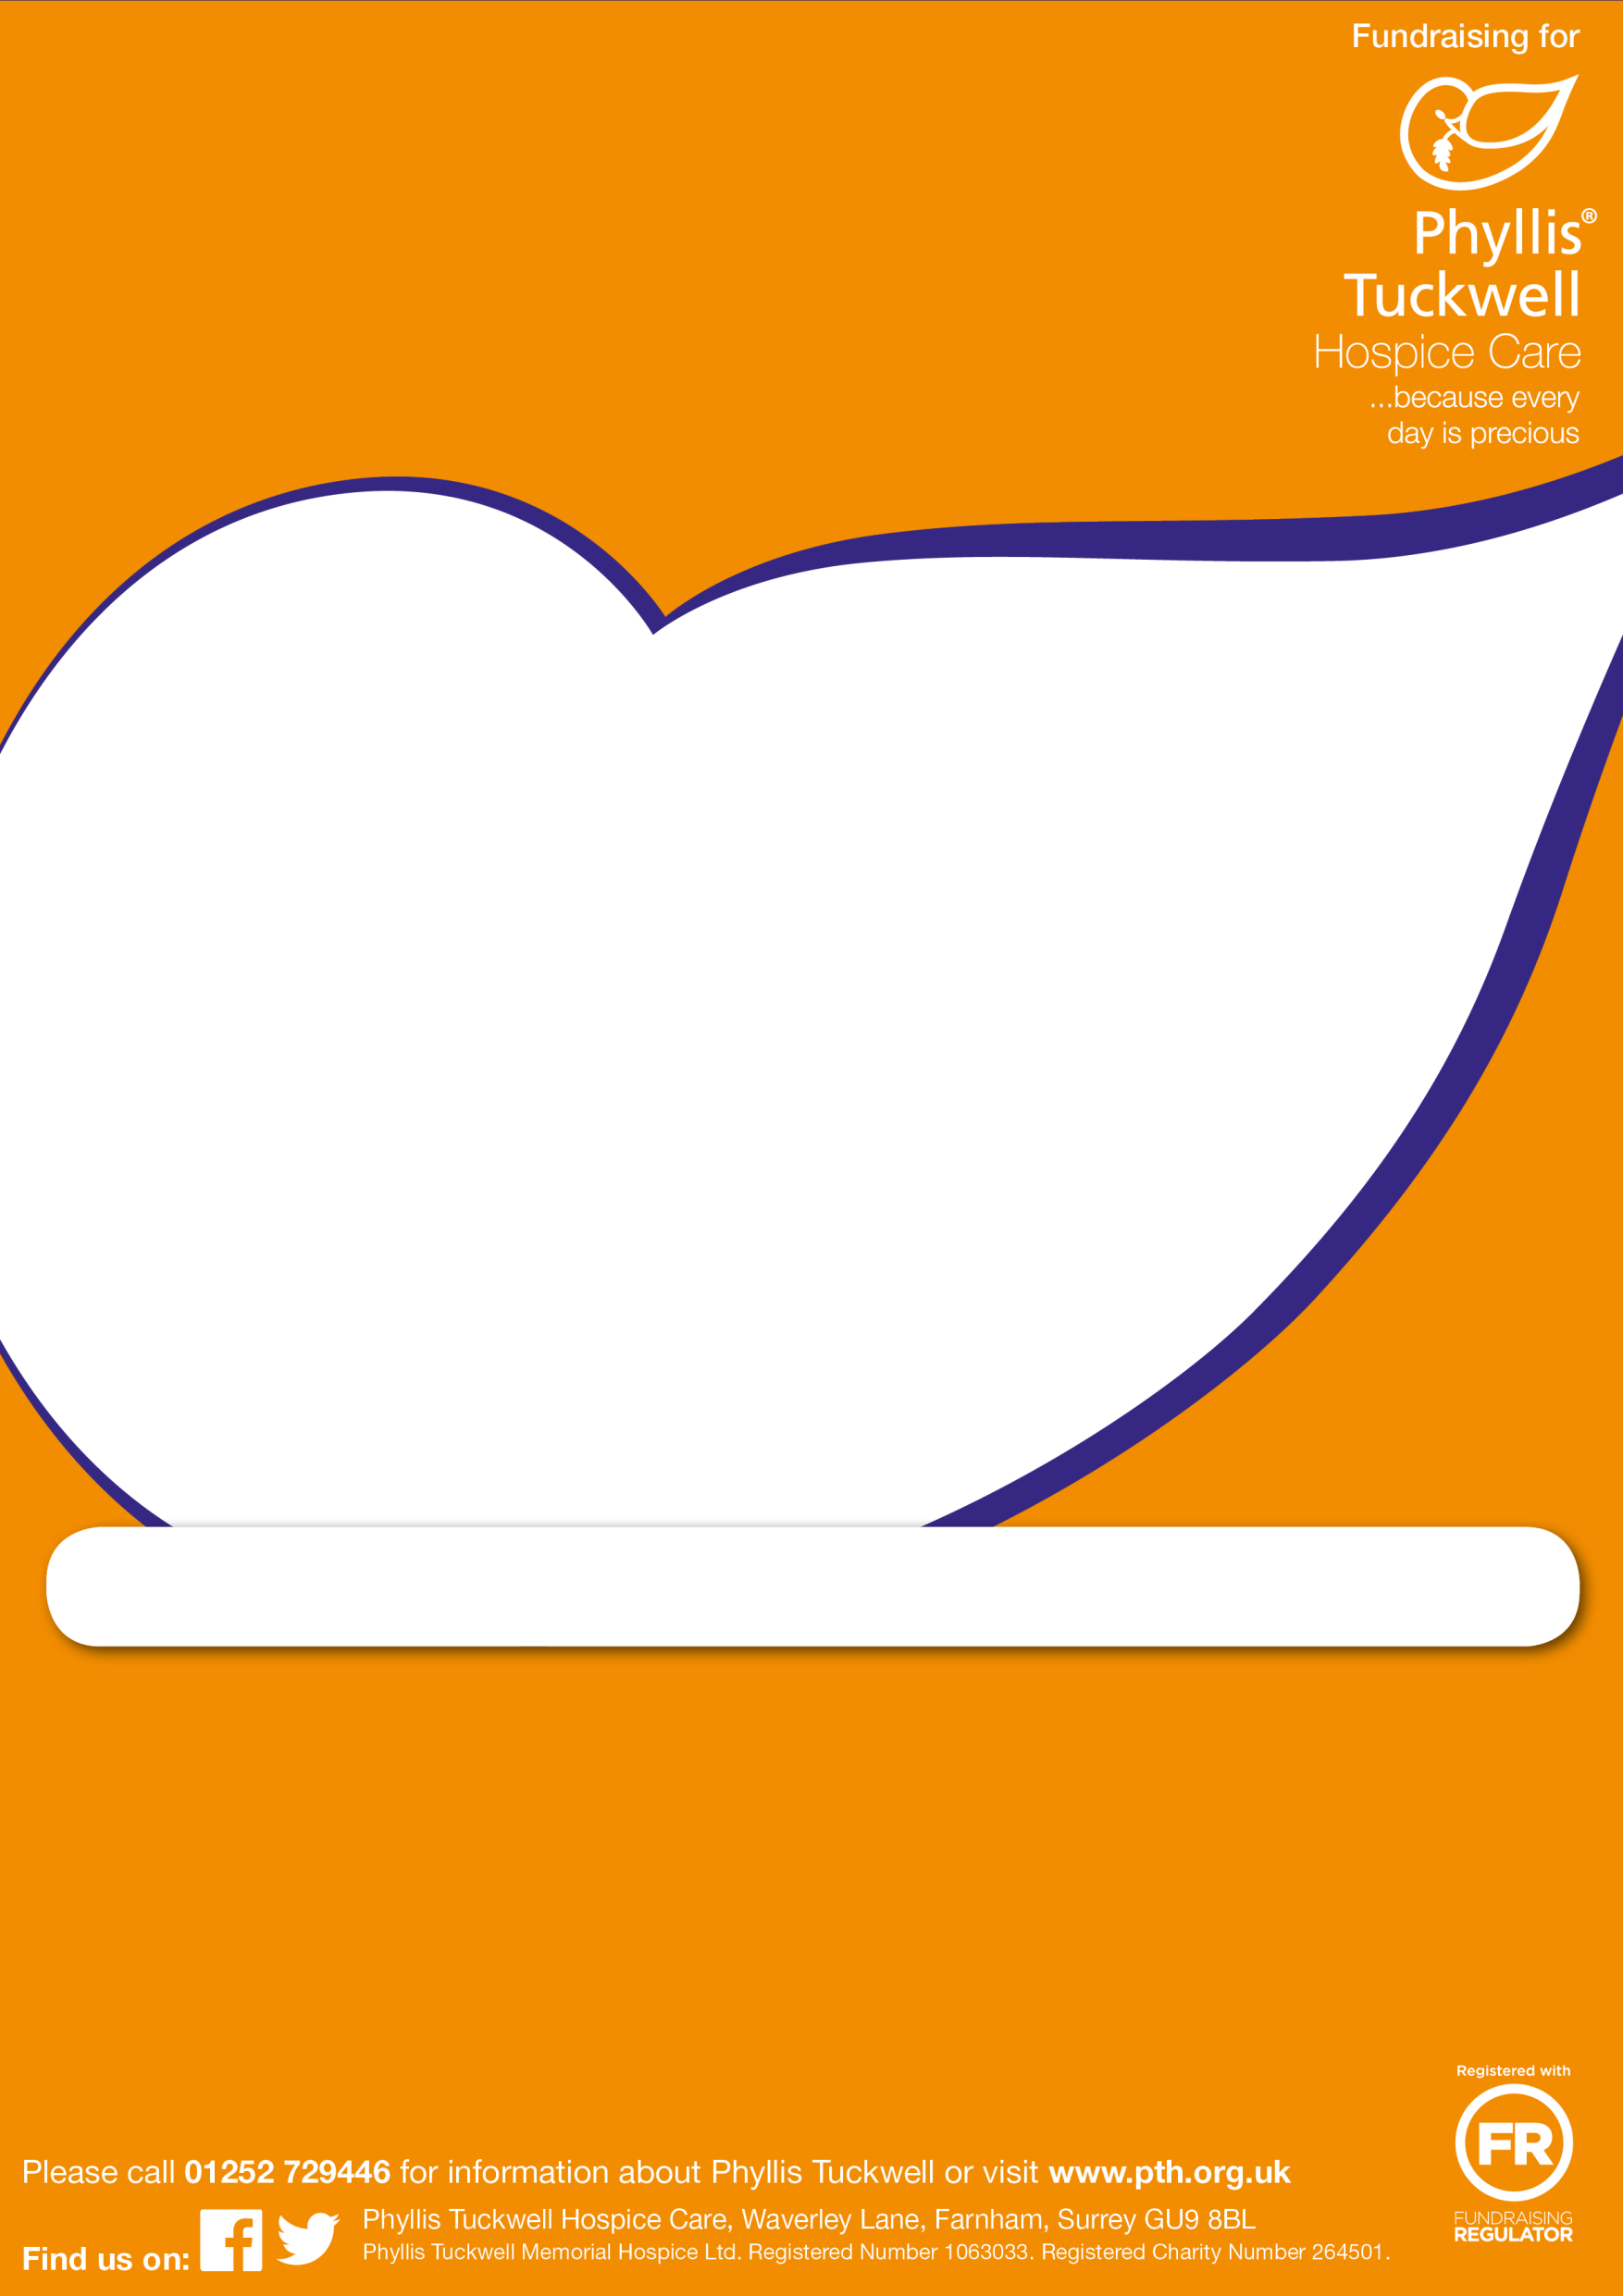 Fundraising for
Phyllis®
Tuckwell
Hospice Care
...because every
day is precious
Registered with
FR
FUNDRAISING
REGULATOR
Please call 01252 729446 for information about Phyllis Tuckwell or visit www.pth.org.uk
Phyllis Tuckwell Hospice Care, Waverley Lane, Farnham, Surrey GU9 8BL
Find us on:
Phyllis Tuckwell Memorial Hospice Ltd. Registered Number 1063033. Registered Charity Number 264501.